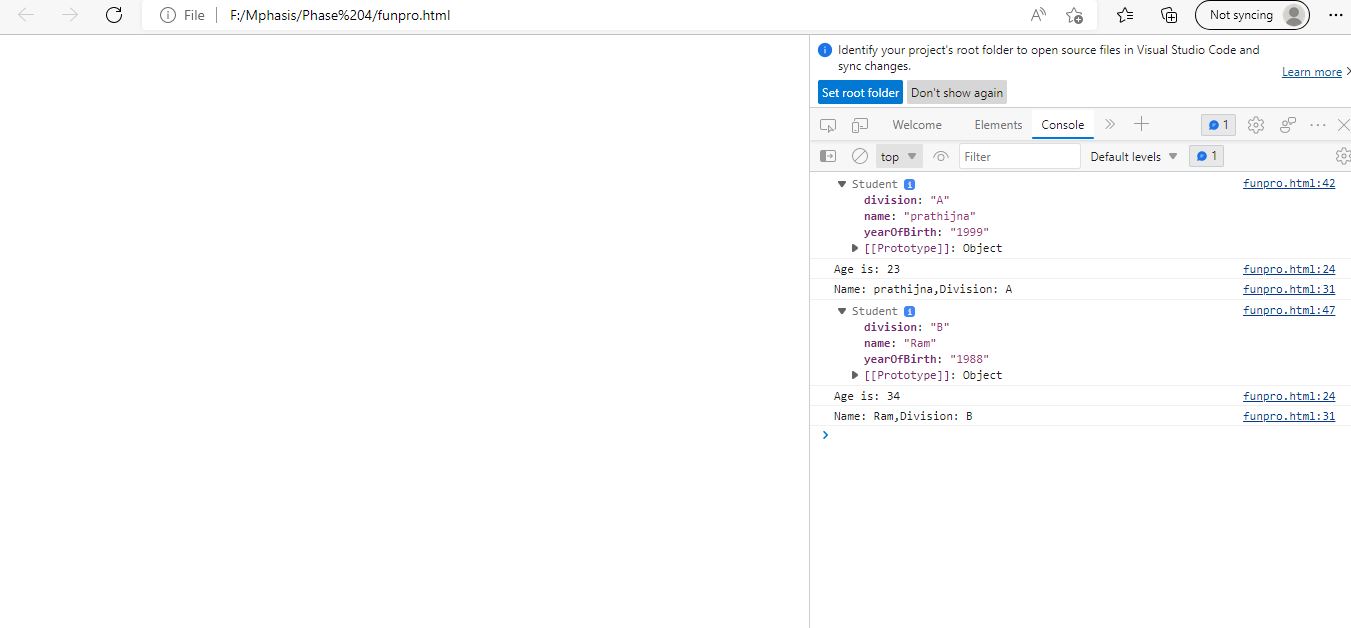 File F:/Mphasis/Phase%204/funpro.html A Not syncing
Identify your project's root folder to open source files in Visual Studio Code and
sync changes.
Learn more
Set root folder Don't show again
Welcome Elements Console 1
top Filter Default levels 1
Student i funpro.html:42
division: "A"
name: "prathijna"
yearOfBirth: "1999"
[[Prototype]]: Object
Age is: 23 funpro.html:24
Name: prathijna,Division: A funpro.html:31
Student i funpro.html:47
division: "B"
name: "Ram"
yearOfBirth: "1988"
[[Prototype]]: Object
Age is: 34 funpro.html:24
Name: Ram,Division: B funpro.html:31